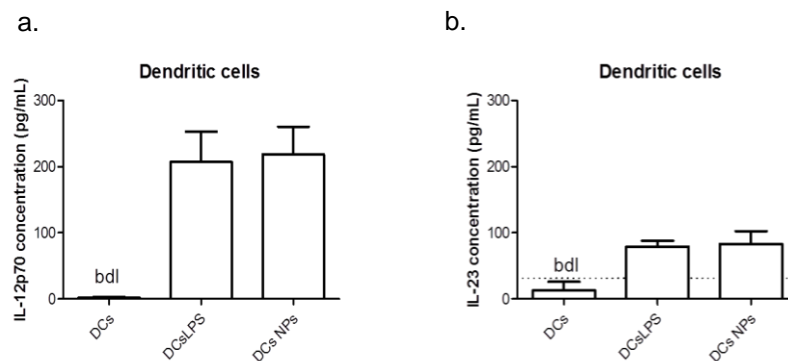 a.
Dendritic cells
IL-12p70 concentration (pg/mL)
300
200
100
0
bdl
DCs
DCsLPS
DCs NPs
b.
Dendritic cells
IL-23 concentration (pg/mL)
300
200
100
0
bdl
DCs
DCsLPS
DCs NPs